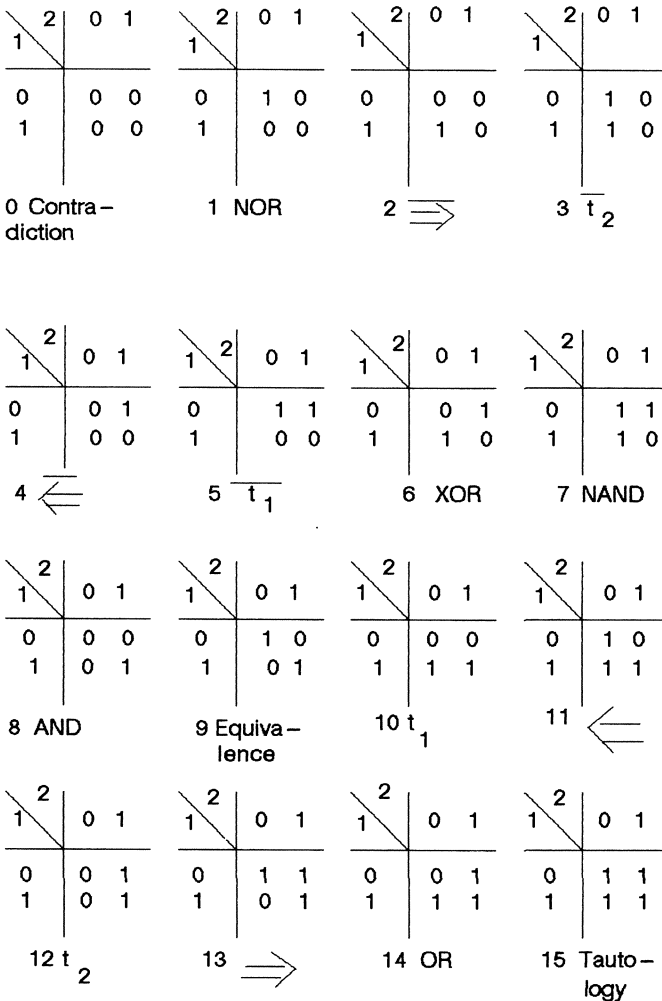 2 0 1 2 0 1 2 0 1 2 0 1
1 1 1 1
0 0 0 0 1 0 0 0 0 0 1 0
1 0 0 1 0 0 1 1 0 1 1 0
0 Contra– 1 NOR 2 ⇒ 3 t̅ 2
diction
2 0 1 2 0 1 2 0 1 2 0 1
1 1 1 1
0 0 1 0 1 1 0 0 1 0 1 1
1 0 0 1 0 0 1 1 0 1 1 0
4 ⇐ 5 t̅ 1 6 XOR 7 NAND
2 0 1 2 0 1 2 0 1 2 0 1
1 1 1 1
0 0 0 0 1 0 0 0 0 0 1 0
1 0 1 1 0 1 1 1 1 1 1 1
8 AND 9 Equiva– 10 t 1 11 ⇐
lence
2 0 1 2 0 1 2 0 1 2 0 1
1 1 1 1
0 0 1 0 1 1 0 0 1 0 1 1
1 0 1 1 0 1 1 1 1 1 1 1
12 t 2 13 ⇒ 14 OR 15 Tauto–
logy